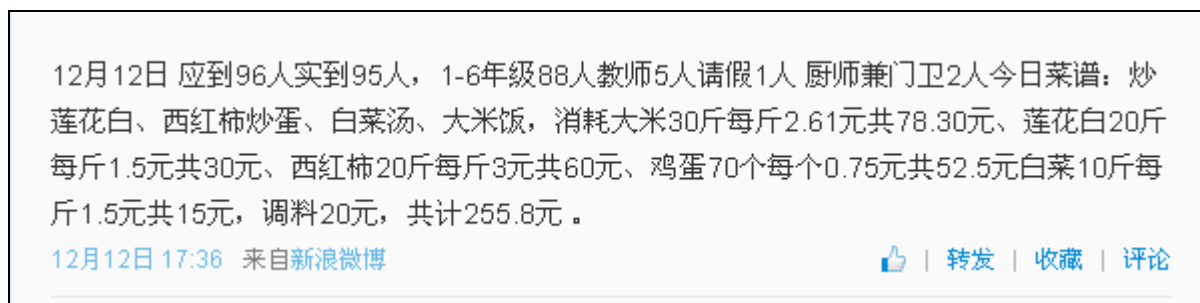 12月12日 应到96人实到95人，1-6年级88人教师5人请假1人 厨师兼门卫2人今日菜谱：炒
莲花白、西红柿炒蛋、白菜汤、大米饭，消耗大米30斤每斤2.61元共78.30元、莲花白20斤
每斤1.5元共30元、西红柿20斤每斤3元共60元、鸡蛋70个每个0.75元共52.5元白菜10斤每
斤1.5元共15元，调料20元，共计255.8元 。
12月12日 17:36 来自新浪微博 | 转发 | 收藏 | 评论